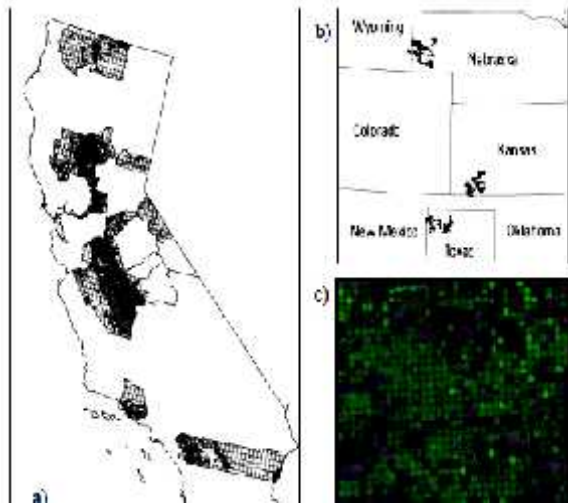 b)
Wyoming
Nebraska
Colorado
Kansas
New Mexico
Oklahoma
Texas
c)
a)